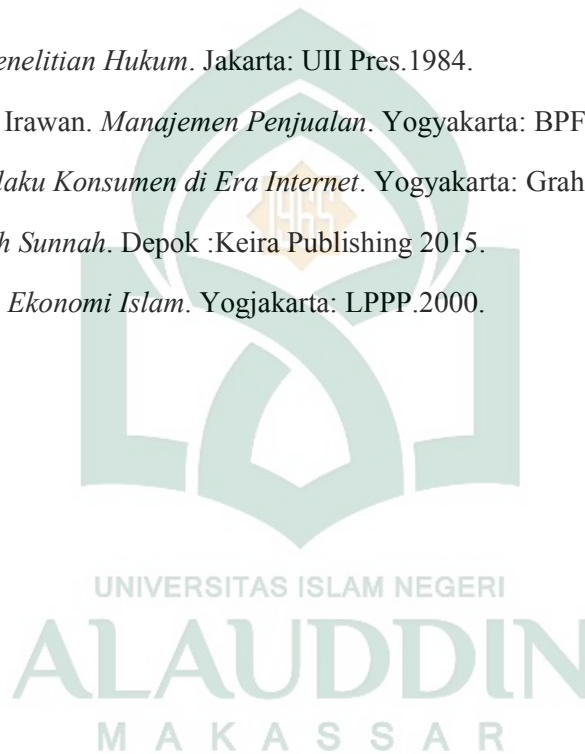 enelitian Hukum. Jakarta: UII Pres.1984.
Irawan. Manajemen Penjualan. Yogyakarta: BPF
laku Konsumen di Era Internet. Yogyakarta: Grah
h Sunnah. Depok :Keira Publishing 2015.
Ekonomi Islam. Yogjakarta: LPPP.2000.
1965
UNIVERSITAS ISLAM NEGERI
ALAUDDIN
MAKASSAR